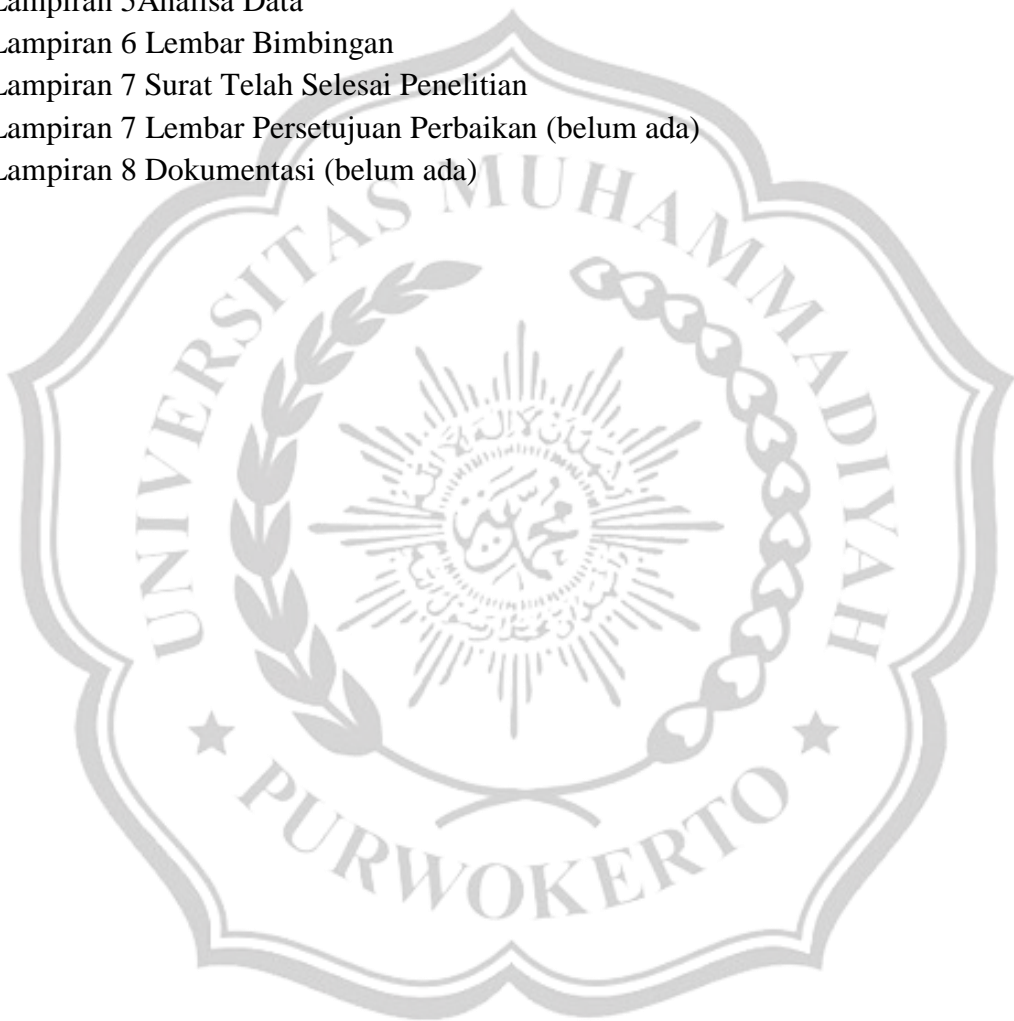 Lampiran 5Analisa Data
Lampiran 6 Lembar Bimbingan
Lampiran 7 Surat Telah Selesai Penelitian
Lampiran 7 Lembar Persetujuan Perbaikan (belum ada)
Lampiran 8 Dokumentasi (belum ada)
UNIVERSITAS MUHAMMADIYAH
PURWOKERTO